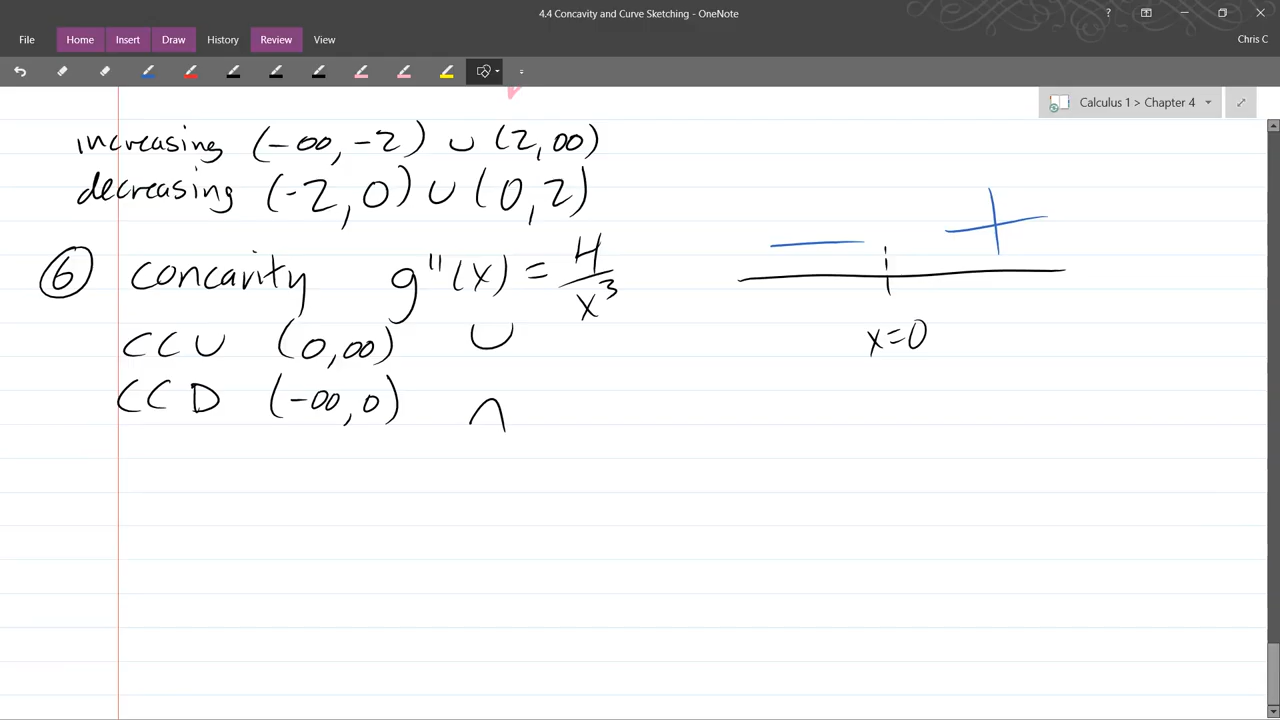 4.4 Concavity and Curve Sketching - OneNote
File Home Insert Draw History Review View
Chris C
Calculus 1 > Chapter 4
increasing (-∞, -2) ∪ (2, ∞)
decreasing (-2, 0) ∪ (0, 2)
⑥ concavity g''(x) = 4/x³
CCU (0, ∞) ∪
CCD (-∞, 0) ∩
− +
x=0